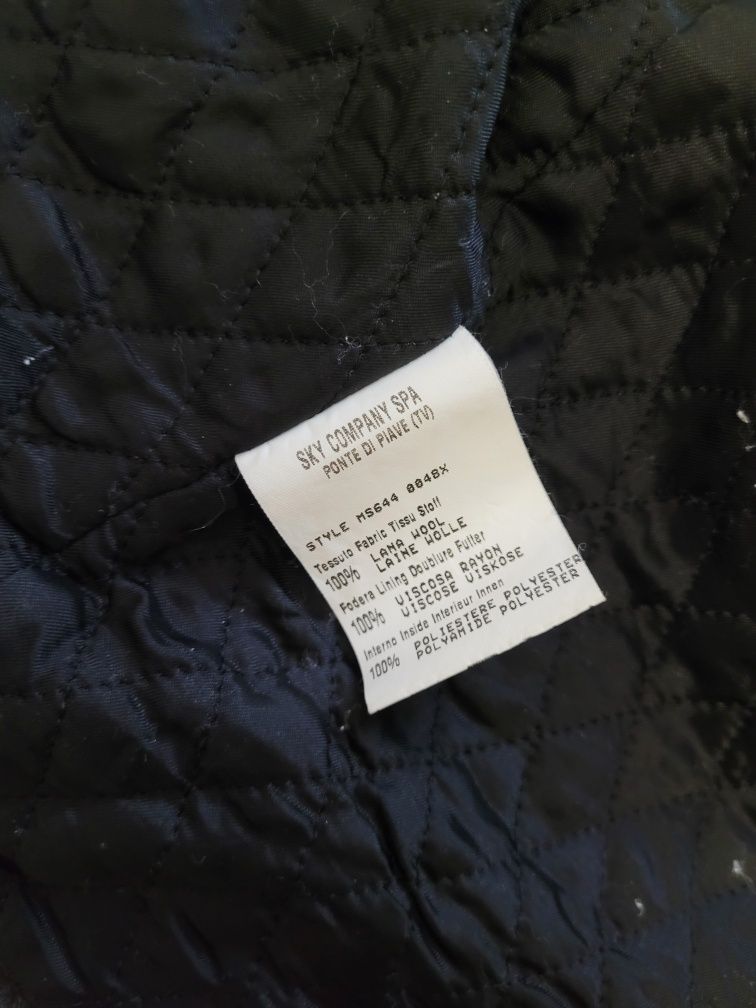 SKY COMPANY SPA
PONTE DI PIAVE (TV)
STYLE MS644 0048X
Tessuto Fabric Tissu Stoff
100% LANA WOOL
LAINE WOLLE
Fodera Lining Doublure Futter
100% VISCOSA RAYON
VISCOSE VISKOSE
Interno Inside Interieur Innen
100% POLIESTERE POLYESTER
POLYAMIDE POLYESTER